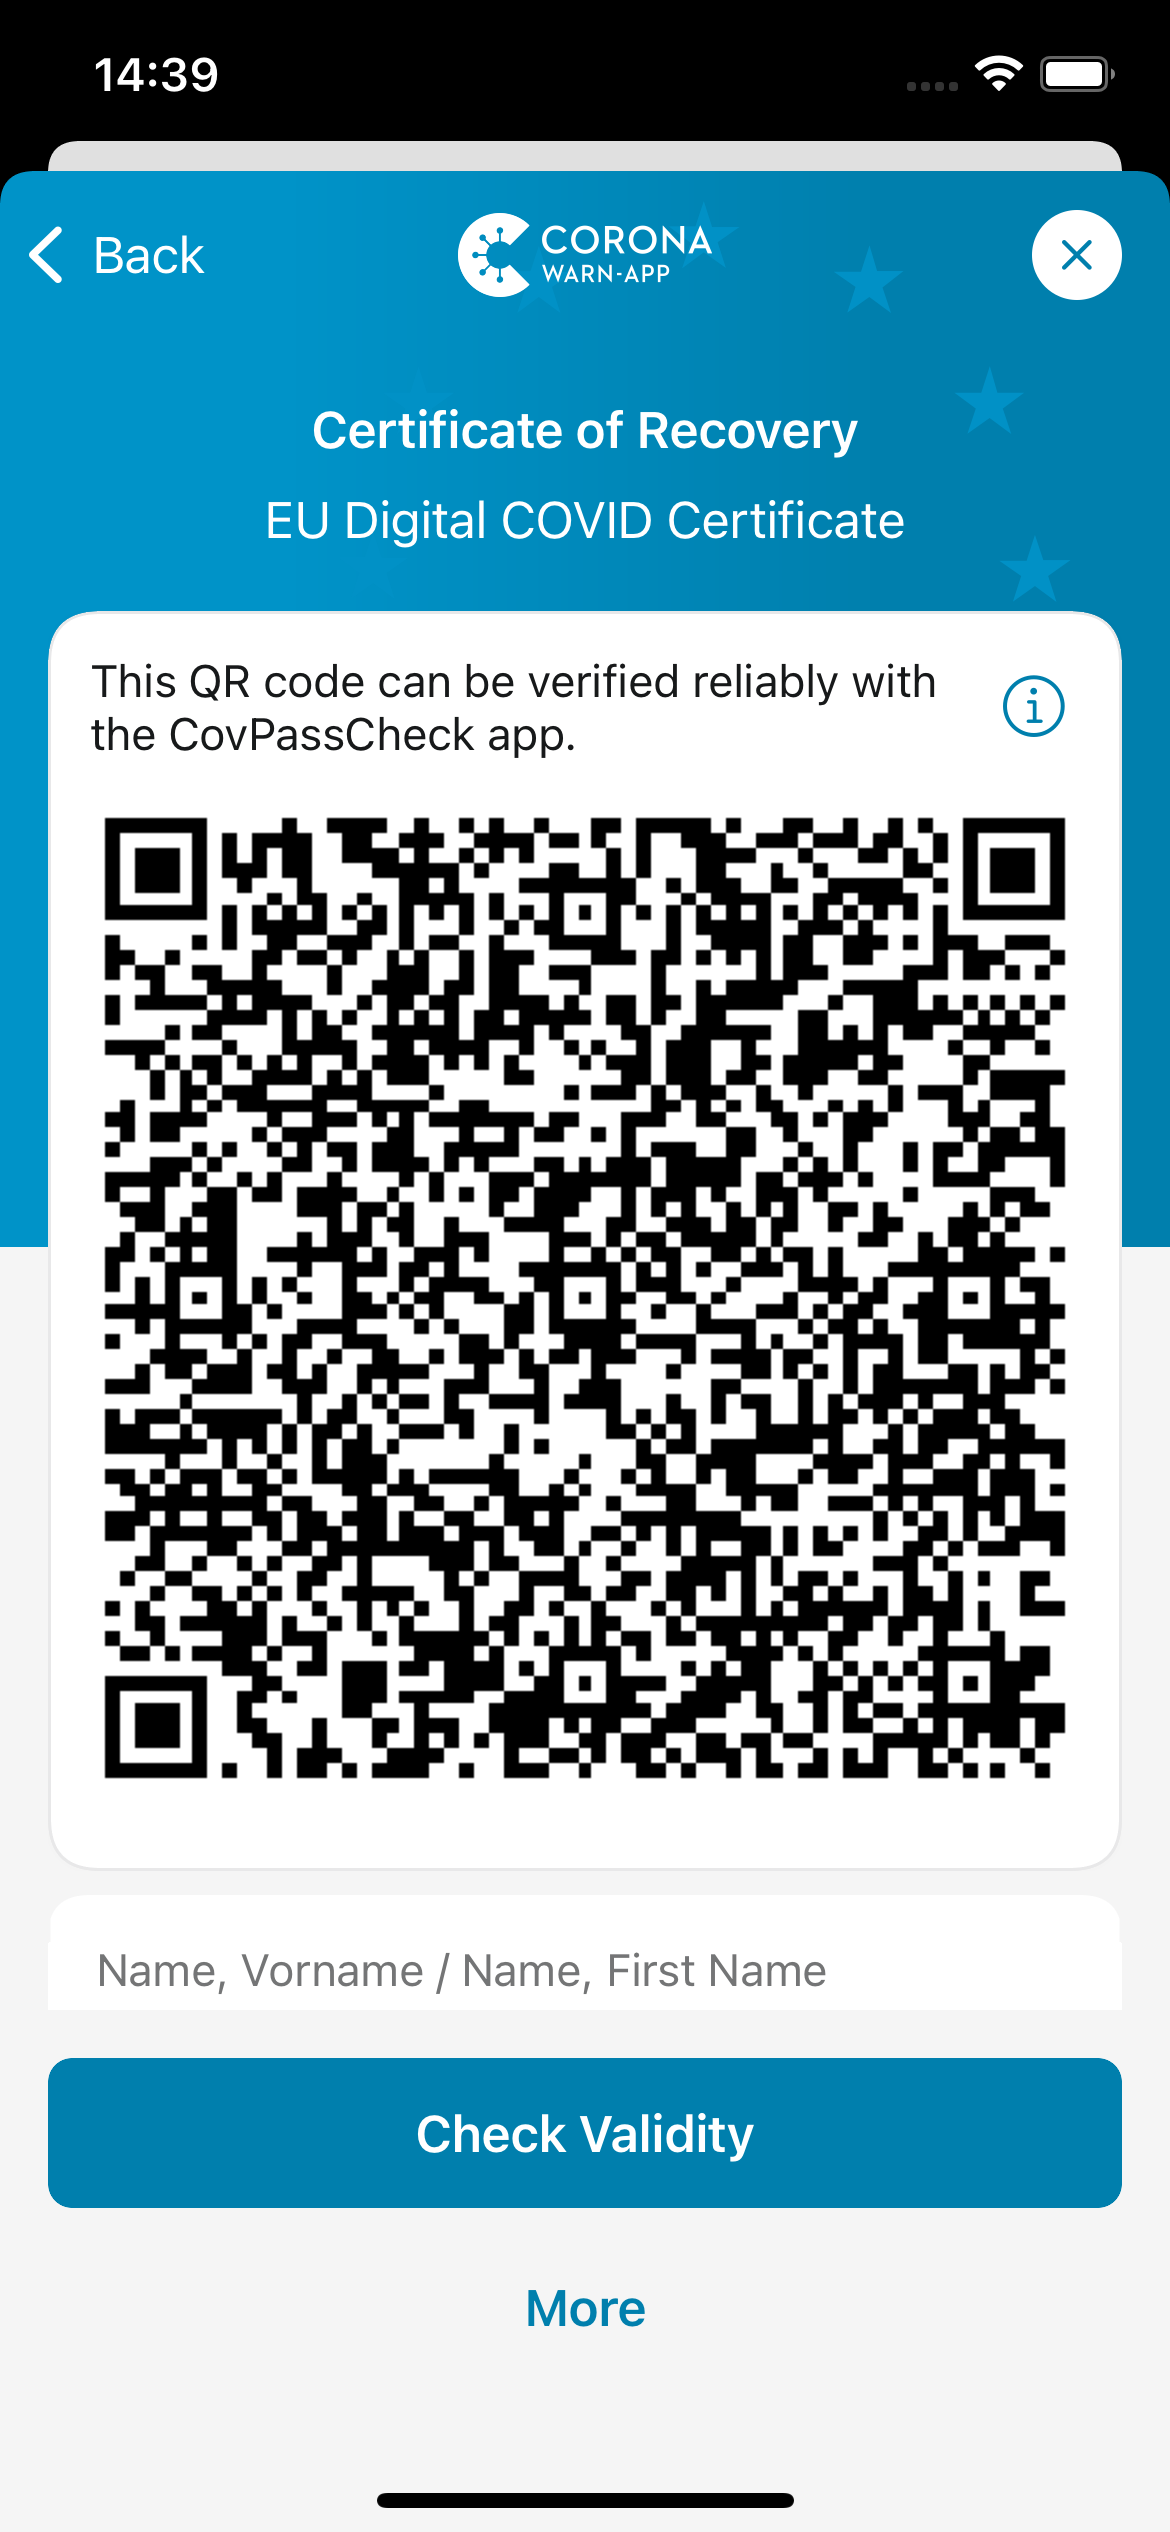 14:39
Back
CORONA
WARN-APP
Certificate of Recovery
EU Digital COVID Certificate
This QR code can be verified reliably with
the CovPassCheck app.
Name, Vorname / Name, First Name
Check Validity
More